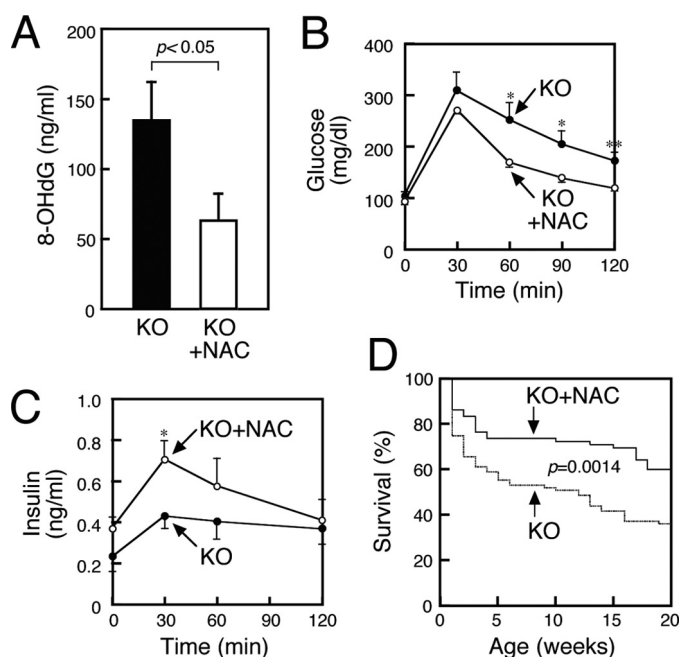 A
200
150
100
50
0
8-OHdG (ng/ml)
p<0.05
KO
KO
+NAC
B
400
300
200
100
0
Glucose
(mg/dl)
KO
*
*
**
KO
+NAC
0 30 60 90 120
Time (min)
C
1.0
0.8
0.6
0.4
0.2
0
Insulin
(ng/ml)
*
KO+NAC
KO
0 30 60 120
Time (min)
D
100
80
60
40
20
0
Survival (%)
KO+NAC
p=0.0014
KO
0 5 10 15 20
Age (weeks)